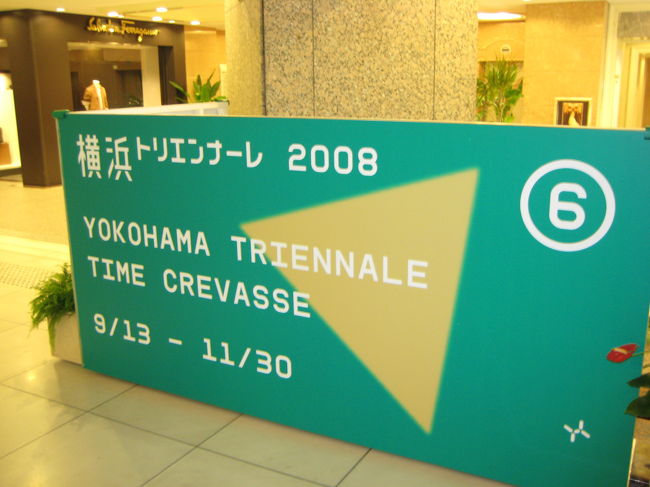 Salvatore Ferragamo
横浜トリエンナーレ 2008
⑥
YOKOHAMA TRIENNALE
TIME CREVASSE
9/13 - 11/30